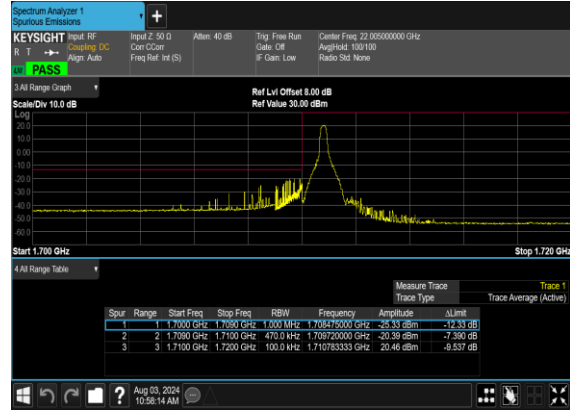 Spectrum Analyzer 1
Spurious Emissions
KEYSIGHT Input: RF Input Z: 50 Ω Atten: 40 dB Trig: Free Run Center Freq: 22.005000000 GHz
R T Coupling: DC Corr CCorr Gate: Off Avg|Hold: 100/100
Align: Auto Freq Ref: Int (S) IF Gain: Low Radio Std: None
PASS
3 All Range Graph
Ref Lvl Offset 8.00 dB
Scale/Div 10.0 dB Ref Value 30.00 dBm
Log
20.0
10.0
0.00
-10.0
-20.0
-30.0
-40.0
-50.0
-60.0
Start 1.700 GHz Stop 1.720 GHz
4 All Range Table
Measure Trace Trace 1
Trace Type Trace Average (Active)
Spur Range Start Freq Stop Freq RBW Frequency Amplitude ΔLimit
1 1 1.7000 GHz 1.7090 GHz 1.000 MHz 1.708475000 GHz -25.33 dBm -12.33 dB
2 2 1.7090 GHz 1.7100 GHz 470.0 kHz 1.709720000 GHz -20.39 dBm -7.390 dB
3 3 1.7100 GHz 1.7200 GHz 100.0 kHz 1.710783333 GHz 20.46 dBm -9.537 dB
? Aug 03, 2024
10:58:14 AM